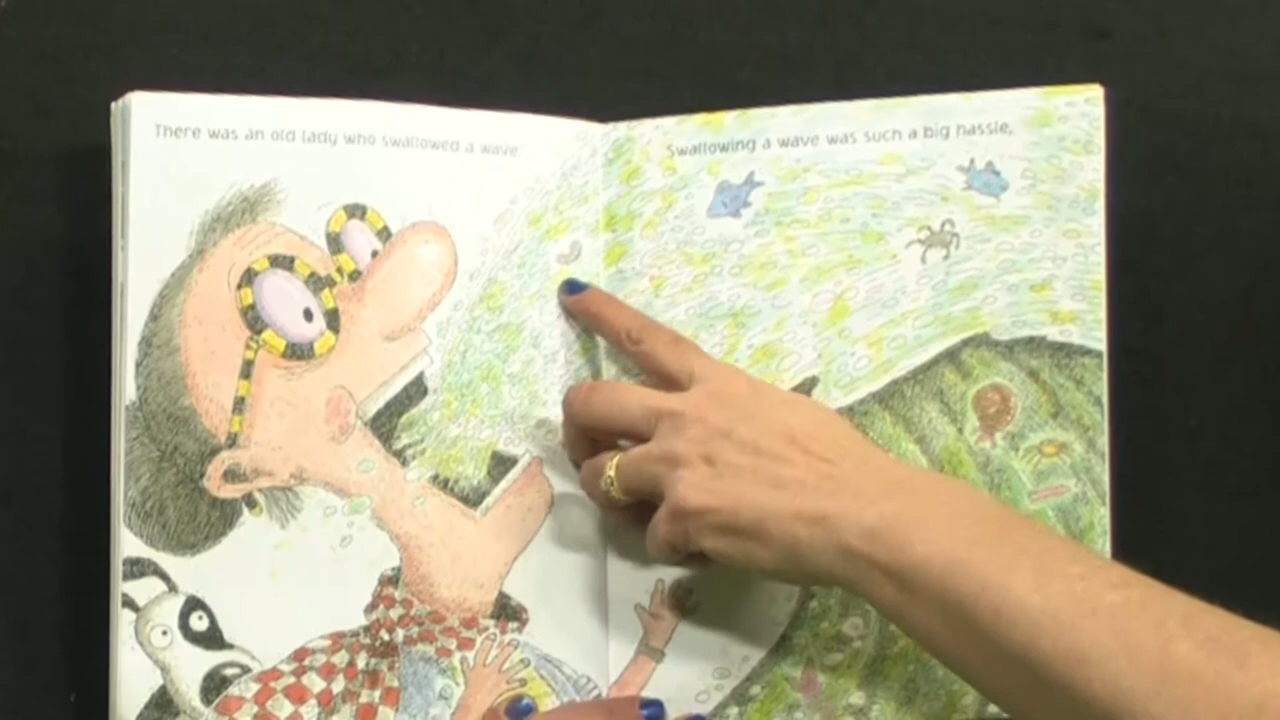 There was an old lady who swallowed a wave.
Swallowing a wave was such a big hassle,